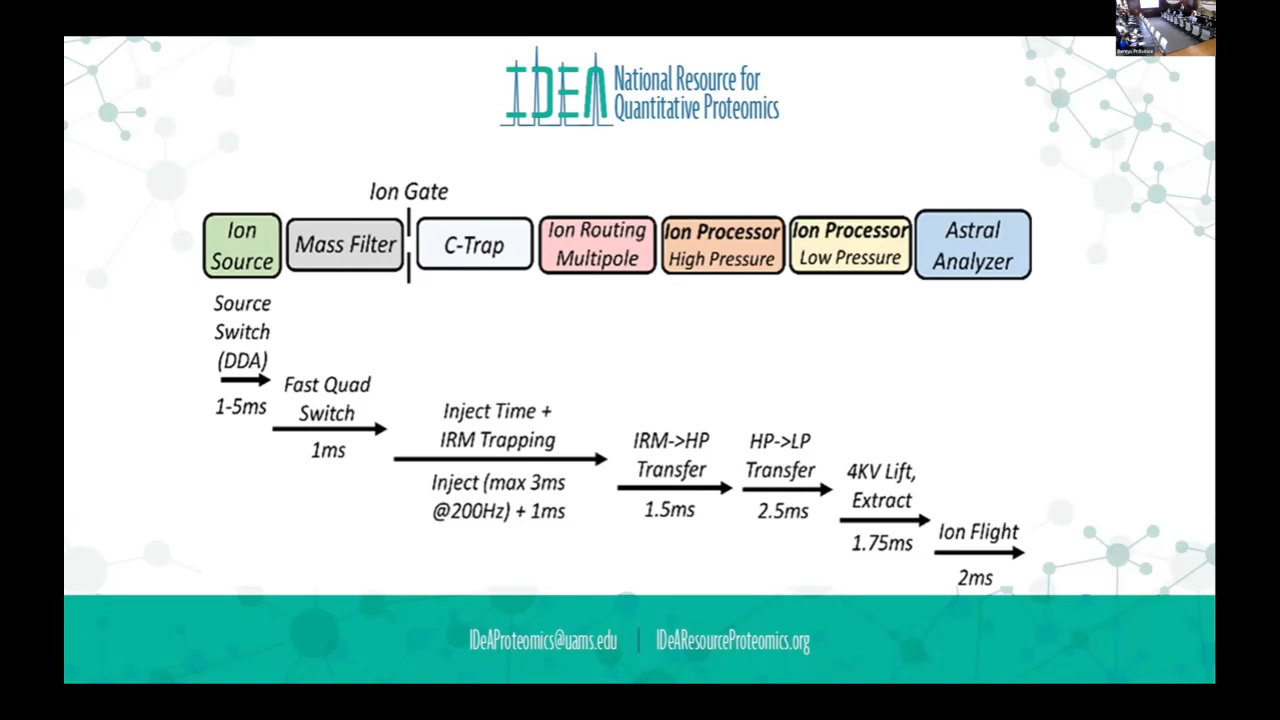 IDEA National Resource for
Quantitative Proteomics
Ion Gate
Ion
Source
Mass Filter
C-Trap
Ion Routing
Multipole
Ion Processor
High Pressure
Ion Processor
Low Pressure
Astral
Analyzer
Source
Switch
(DDA)
1-5ms
Fast Quad
Switch
1ms
Inject Time +
IRM Trapping
Inject (max 3ms
@200Hz) + 1ms
IRM->HP
Transfer
1.5ms
HP->LP
Transfer
2.5ms
4KV Lift,
Extract
1.75ms
Ion Flight
2ms
IDeAProteomics@uams.edu | IDeAResourceProteomics.org